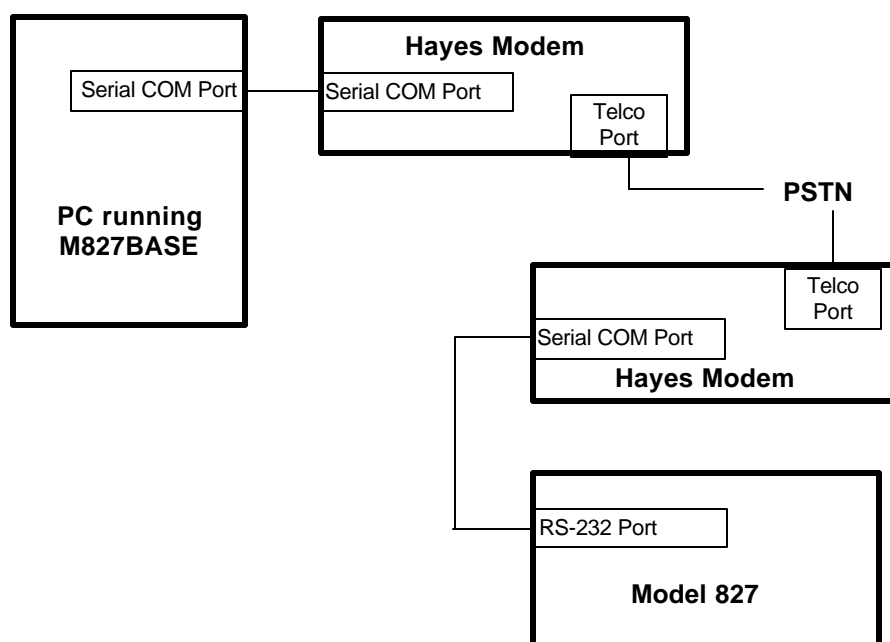 Hayes Modem
Serial COM Port
Serial COM Port
Telco
Port
PC running
M827BASE
PSTN
Telco
Port
Serial COM Port
Hayes Modem
RS-232 Port
Model 827